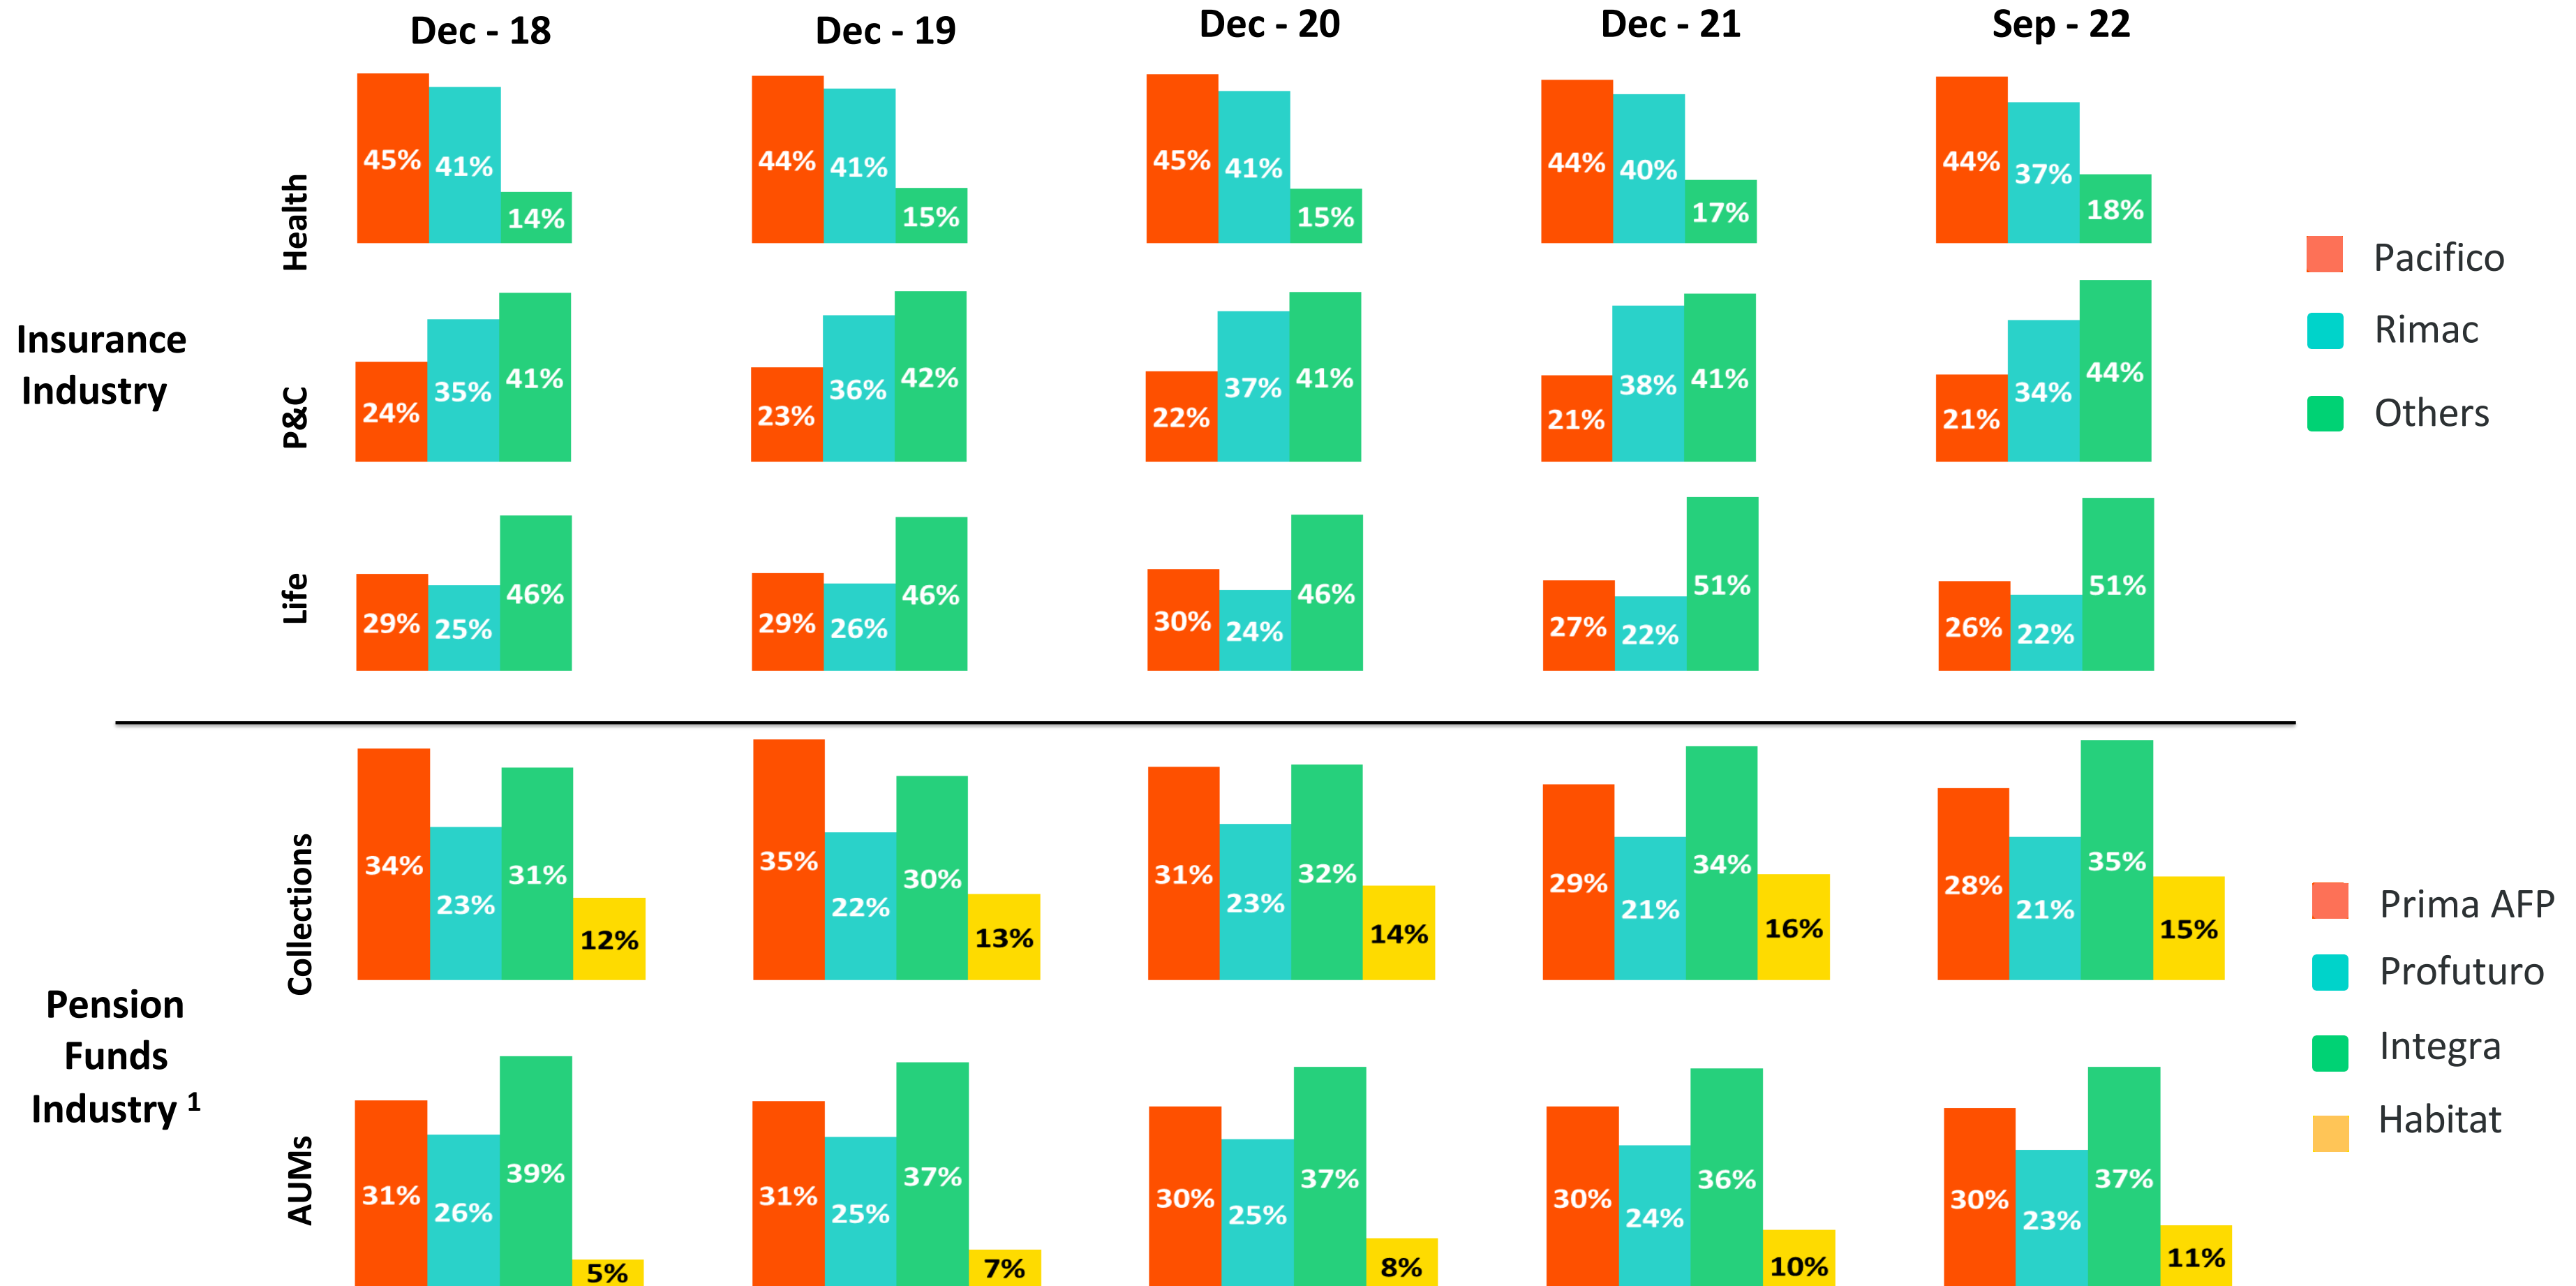 Dec - 18 Dec - 19 Dec - 20 Dec - 21 Sep - 22
Insurance
Industry
Health
45% 41% 14% 44% 41% 15% 45% 41% 15% 44% 40% 17% 44% 37% 18%
P&C
24% 35% 41% 23% 36% 42% 22% 37% 41% 21% 38% 41% 21% 34% 44%
Life
29% 25% 46% 29% 26% 46% 30% 24% 46% 27% 22% 51% 26% 22% 51%
Pacifico
Rimac
Others
Pension
Funds
Industry 1
Collections
34% 23% 31% 12% 35% 22% 30% 13% 31% 23% 32% 14% 29% 21% 34% 16% 28% 21% 35% 15%
AUMs
31% 26% 39% 5% 31% 25% 37% 7% 30% 25% 37% 8% 30% 24% 36% 10% 30% 23% 37% 11%
Prima AFP
Profuturo
Integra
Habitat